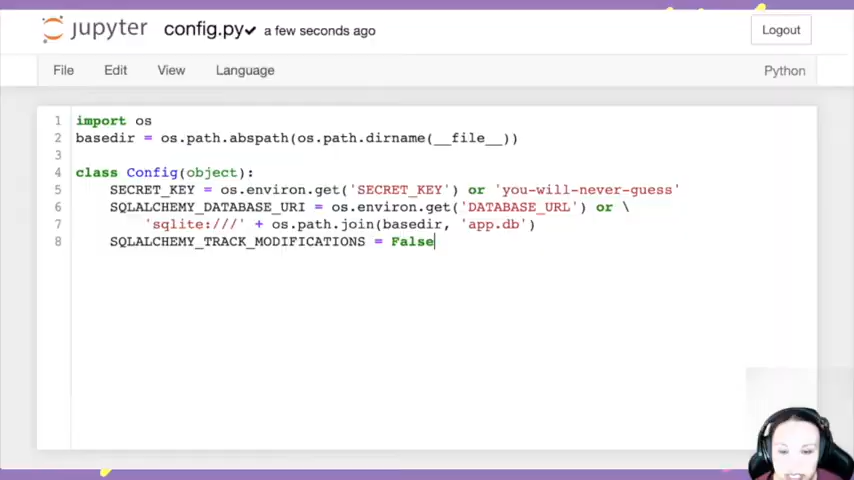 jupyter config.py a few seconds ago Logout
File Edit View Language Python
1 import os
2 basedir = os.path.abspath(os.path.dirname(__file__))
3
4 class Config(object):
5 SECRET_KEY = os.environ.get('SECRET_KEY') or 'you-will-never-guess'
6 SQLALCHEMY_DATABASE_URI = os.environ.get('DATABASE_URL') or \
7 'sqlite:///' + os.path.join(basedir, 'app.db')
8 SQLALCHEMY_TRACK_MODIFICATIONS = False